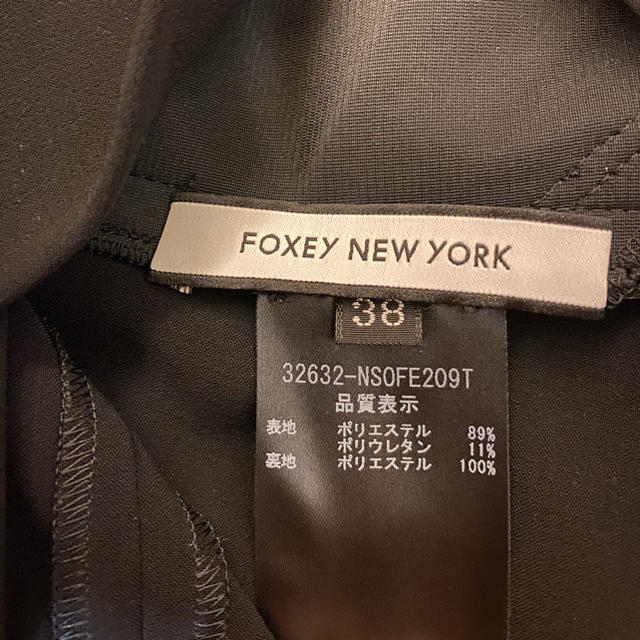 FOXEY NEW YORK
38
32632-NSOFE209T
品質表示
表地 ポリエステル 89%
ポリウレタン 11%
裏地 ポリエステル 100%